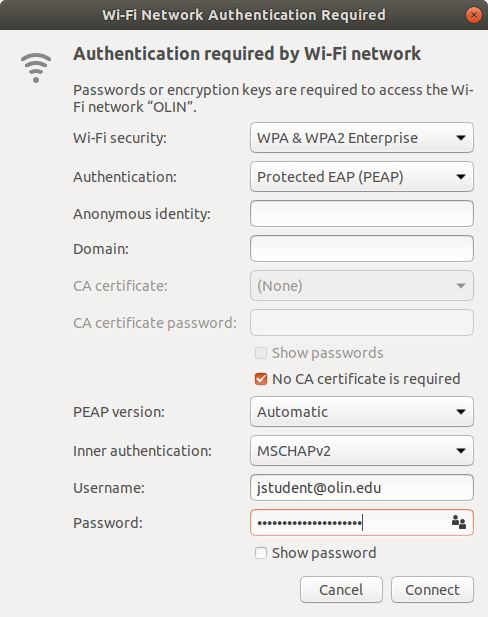 Wi-Fi Network Authentication Required
Authentication required by Wi-Fi network
Passwords or encryption keys are required to access the Wi-
Fi network “OLIN”.
Wi-Fi security: WPA & WPA2 Enterprise
Authentication: Protected EAP (PEAP)
Anonymous identity:
Domain:
CA certificate: (None)
CA certificate password:
Show passwords
No CA certificate is required
PEAP version: Automatic
Inner authentication: MSCHAPv2
Username: jstudent@olin.edu
Password: •••••••••••••••••••••
Show password
Cancel Connect